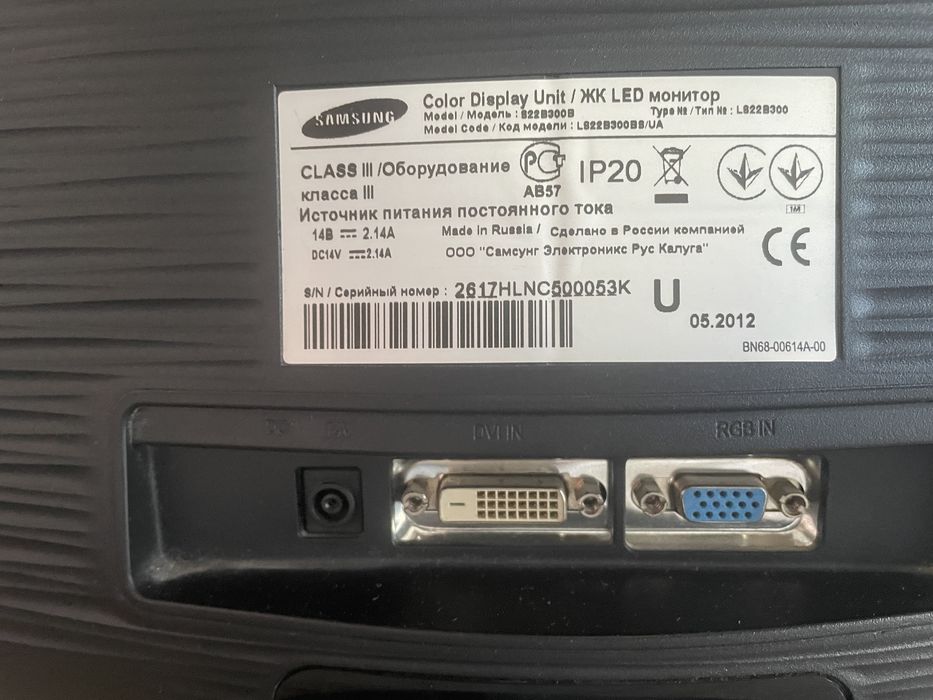 SAMSUNG
Color Display Unit / ЖК LED монитор
Model / Модель : S22B300B Type № / Тип № : LS22B300
Model Code / Код модели : LS22B300BS/UA
CLASS III /Оборудование
класса III
АВ57
IP20
1M
Источник питания постоянного тока
14В 2.14A Made in Russia / Сделано в России компанией
DC14V 2.14A ООО "Самсунг Электроникс Рус Калуга"
CE
S/N / Серийный номер : 2617HLNC500053K
U
05.2012
BN68-00614A-00
DC
DVI IN
RGB IN